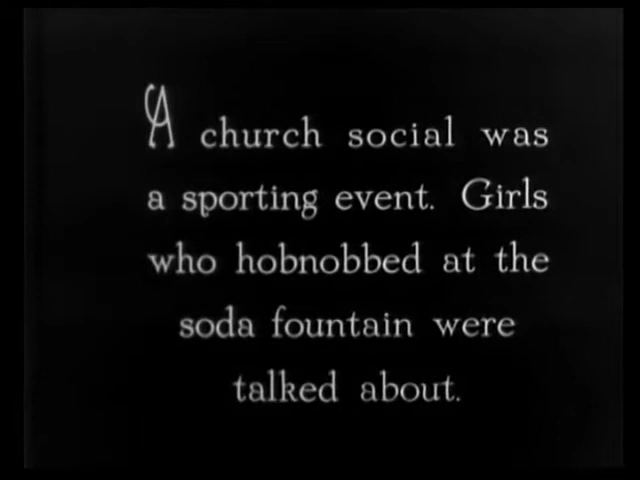 A church social was
a sporting event. Girls
who hobnobbed at the
soda fountain were
talked about.